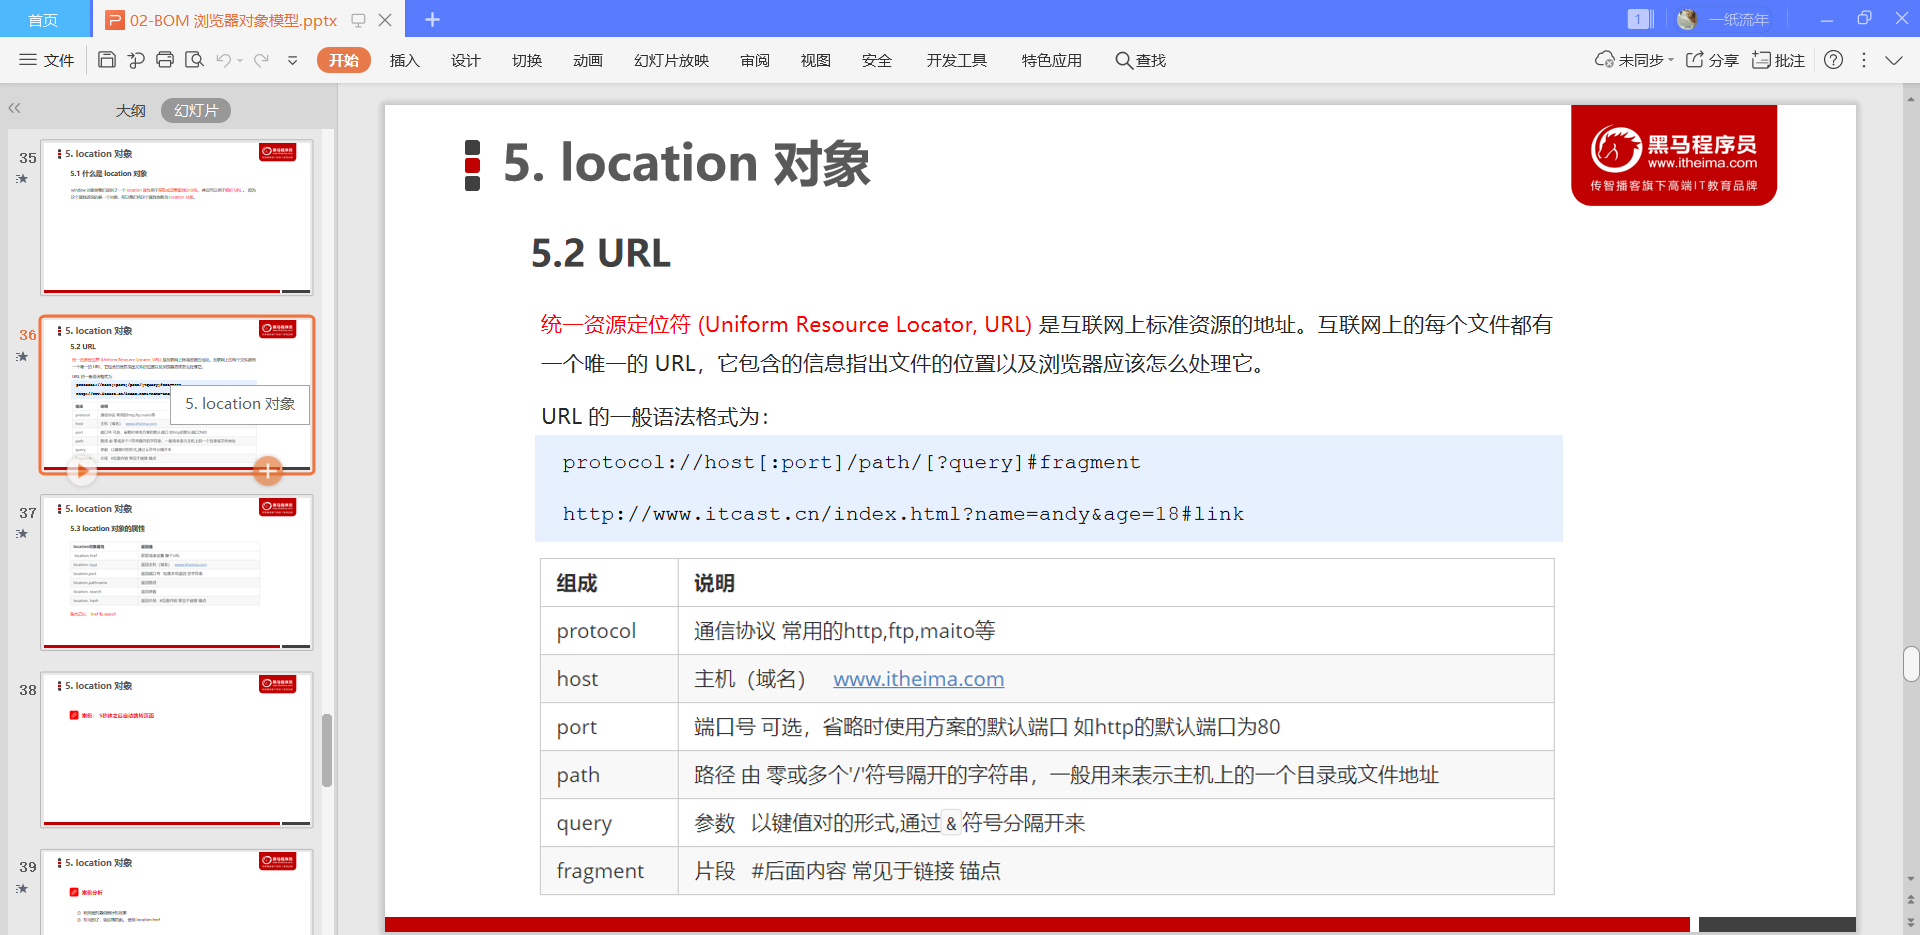 首页
02-BOM 浏览器对象模型.pptx
1
一纸流年
文件
开始
插入
设计
切换
动画
幻灯片放映
审阅
视图
安全
开发工具
特色应用
查找
未同步
分享
批注
大纲
幻灯片
35
5. location 对象
5.1 什么是 location 对象
36
5. location 对象
5.2 URL
5. location 对象
37
5. location 对象
5.3 location 对象的属性
38
5. location 对象
案例： 5秒钟之后自动跳转页面
39
5. location 对象
案例分析
5. location 对象
黑马程序员
www.itheima.com
传智播客旗下高端IT教育品牌
5.2 URL
统一资源定位符 (Uniform Resource Locator, URL) 是互联网上标准资源的地址。互联网上的每个文件都有
一个唯一的 URL，它包含的信息指出文件的位置以及浏览器应该怎么处理它。
URL 的一般语法格式为：
protocol://host[:port]/path/[?query]#fragment
http://www.itcast.cn/index.html?name=andy&age=18#link
组成 说明
protocol 通信协议 常用的http,ftp,maito等
host 主机（域名） www.itheima.com
port 端口号 可选，省略时使用方案的默认端口 如http的默认端口为80
path 路径 由 零或多个'/'符号隔开的字符串，一般用来表示主机上的一个目录或文件地址
query 参数 以键值对的形式,通过&符号分隔开来
fragment 片段 #后面内容 常见于链接 锚点